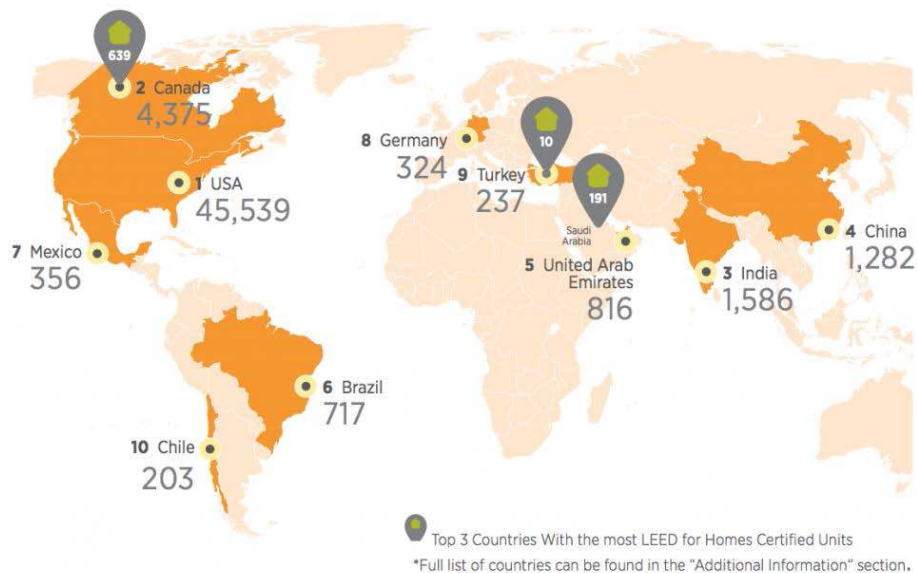 639
2 Canada
4,375
1 USA
45,539
7 Mexico
356
6 Brazil
717
10 Chile
203
8 Germany
324
10
9 Turkey
237
191
Saudi
Arabia
5 United Arab
Emirates
816
4 China
1,282
3 India
1,586
Top 3 Countries With the most LEED for Homes Certified Units
*Full list of countries can be found in the "Additional Information" section.